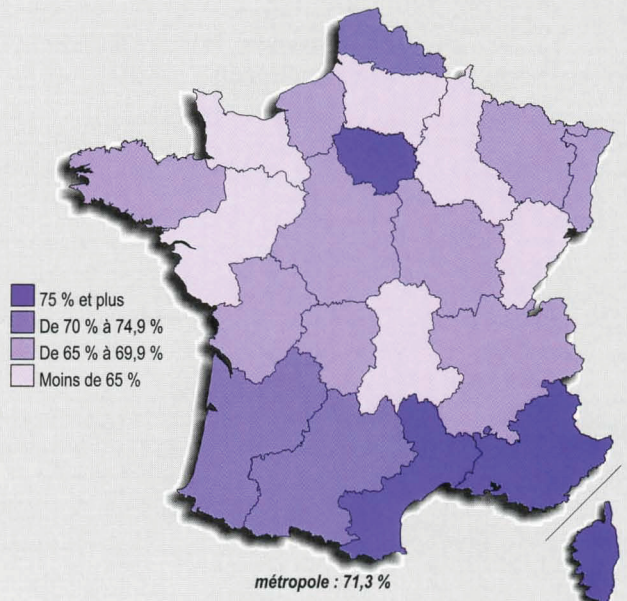 75 % et plus
De 70 % à 74,9 %
De 65 % à 69,9 %
Moins de 65 %
métropole : 71,3 %